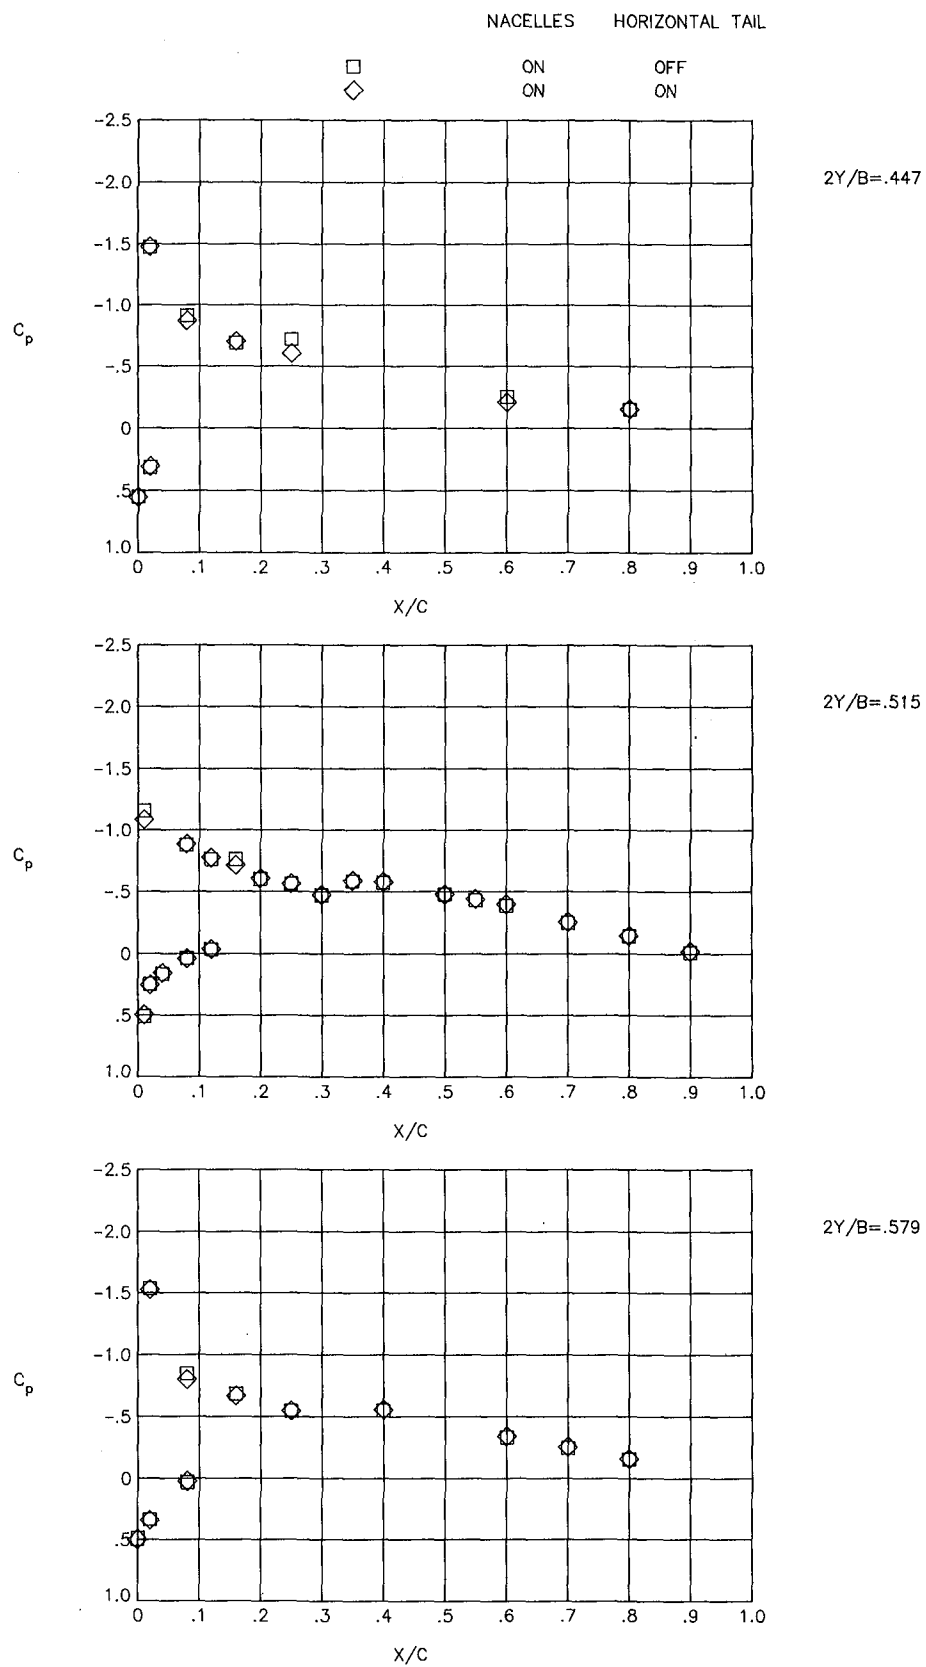 NACELLES HORIZONTAL TAIL
ON OFF
ON ON
2Y/B=.447
-2.5
-2.0
-1.5
-1.0
-.5
0
.5
1.0
Cp
0 .1 .2 .3 .4 .5 .6 .7 .8 .9 1.0
X/C
2Y/B=.515
-2.5
-2.0
-1.5
-1.0
-.5
0
.5
1.0
Cp
0 .1 .2 .3 .4 .5 .6 .7 .8 .9 1.0
X/C
2Y/B=.579
-2.5
-2.0
-1.5
-1.0
-.5
0
.5
1.0
Cp
0 .1 .2 .3 .4 .5 .6 .7 .8 .9 1.0
X/C